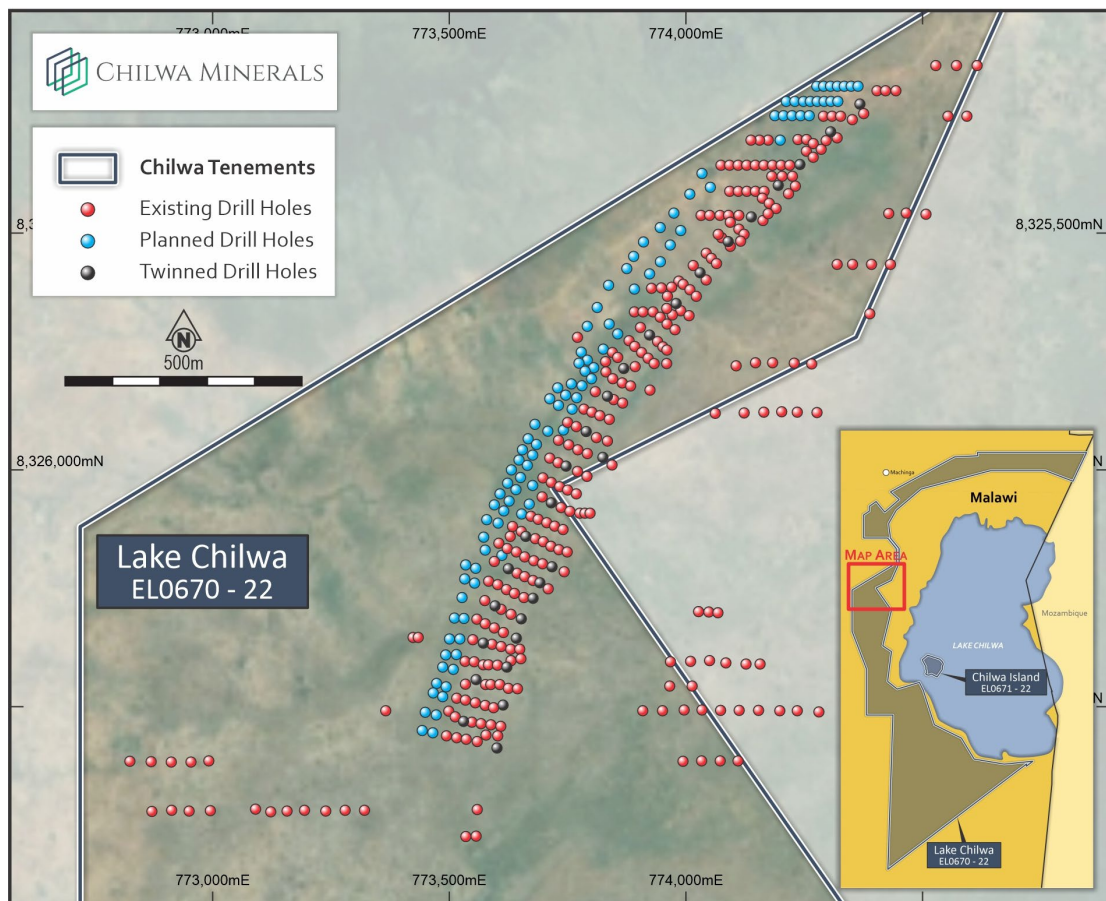 773,000mE
773,500mE
774,000mE
CHILWA MINERALS
Chilwa Tenements
Existing Drill Holes
Planned Drill Holes
Twinned Drill Holes
8,325,500mN
N
500m
8,326,000mN
N
Machinga
Malawi
MAP AREA
Mozambique
LAKE CHILWA
Chilwa Island
EL0671 - 22
Lake Chilwa
EL0670 - 22
Lake Chilwa
EL0670 - 22
N
773,000mE
773,500mE
774,000mE